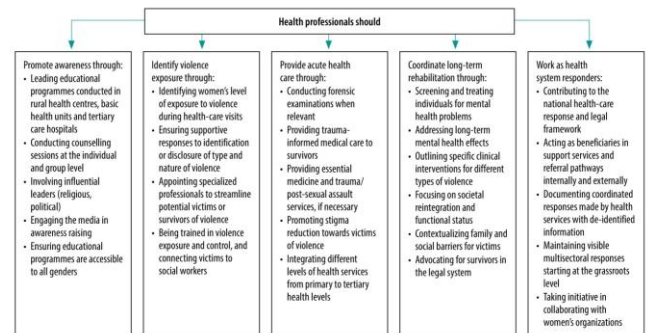 Health professionals should
Promote awareness through:
• Leading educational
programmes conducted in
rural health centres, basic
health units and tertiary
care hospitals
• Conducting counselling
sessions at the individual
and group level
• Involving influential
leaders (religious,
political)
• Engaging the media in
awareness raising
• Ensuring educational
programmes are accessible
to all genders
Identify violence
exposure through:
• Identifying women's level
of exposure to violence
during health-care visits
• Ensuring supportive
responses to identification
or disclosure of type and
nature of violence
• Appointing specialized
professionals to streamline
potential victims or
survivors of violence
• Being trained in violence
exposure and control, and
connecting victims to
social workers
Provide acute health
care through:
• Conducting forensic
examinations when
relevant
• Providing trauma-
informed medical care to
survivors
• Providing essential
medicine and trauma/
post-sexual assault
services, if necessary
• Promoting stigma
reduction towards victims
of violence
• Integrating different
levels of health services
from primary to tertiary
health levels
Coordinate long-term
rehabilitation through:
• Screening and treating
individuals for mental
health problems
• Addressing long-term
mental health effects
• Outlining specific clinical
interventions for different
types of violence
• Focusing on societal
reintegration and
functional status
• Contextualizing family and
social barriers for victims
• Advocating for survivors in
the legal system
Work as health
system responders:
• Contributing to the
national health-care
response and legal
framework
• Acting as beneficiaries in
support services and
referral pathways
internally and externally
• Documenting coordinated
responses made by health
services with de-identified
information
• Maintaining visible
multisectoral responses
starting at the grassroots
level
• Taking initiative in
collaborating with
women's organizations